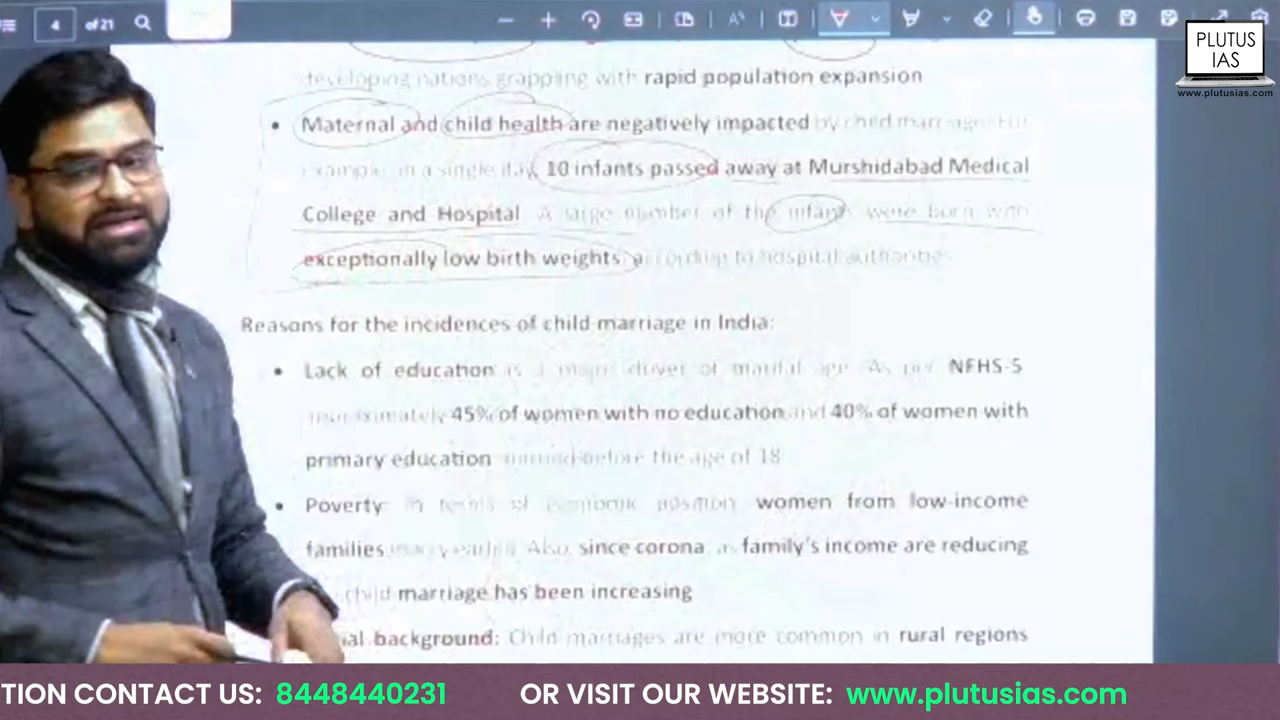 4 of 21
PLUTUS
IAS
www.plutusias.com
developing nations grappling with rapid population expansion
• Maternal and child health are negatively impacted by child marriage. For
example, in a single day, 10 infants passed away at Murshidabad Medical
College and Hospital A large number of the infants were born with
exceptionally low birth weights, according to hospital authorities
Reasons for the incidences of child marriage in India:
• Lack of education is a major driver of marital age As per NFHS-5
approximately 45% of women with no education and 40% of women with
primary education married before the age of 18
• Poverty: In terms of economic position, women from low-income
families marry earlier. Also, since corona, as family's income are reducing
child marriage has been increasing
ial background: Child marriages are more common in rural regions
TION CONTACT US: 8448440231 OR VISIT OUR WEBSITE: www.plutusias.com